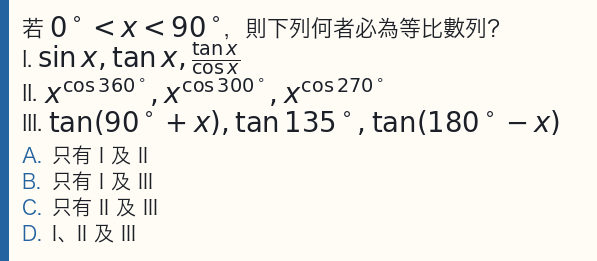 若 0° < x < 90°，則下列何者必為等比數列？
I. sin x, tan x, \frac{tan x}{cos x}
II. x^{cos 360°}, x^{cos 300°}, x^{cos 270°}
III. tan(90° + x), tan 135°, tan(180° − x)
A. 只有 I 及 II
B. 只有 I 及 III
C. 只有 II 及 III
D. I、II 及 III